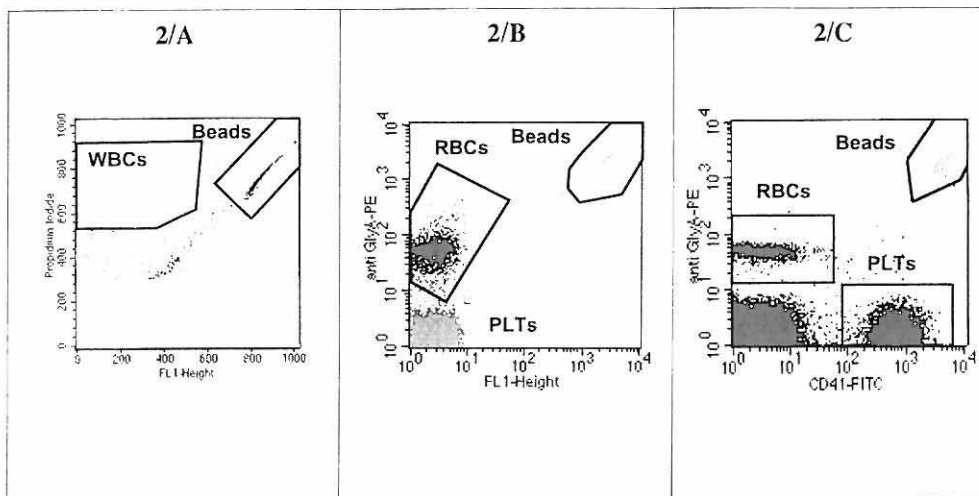 2/A
2/B
2/C
WBCs
Beads
Propidium Iodide
1000
800
600
400
200
0
0 200 400 600 800 1000
FL1-Height
RBCs
Beads
PLTs
anti GlyA-PE
10^4
10^3
10^2
10^1
10^0
10^0 10^1 10^2 10^3 10^4
FL1-Height
Beads
RBCs
PLTs
anti GlyA-PE
10^4
10^3
10^2
10^1
10^0
10^0 10^1 10^2 10^3 10^4
CD41-FITC